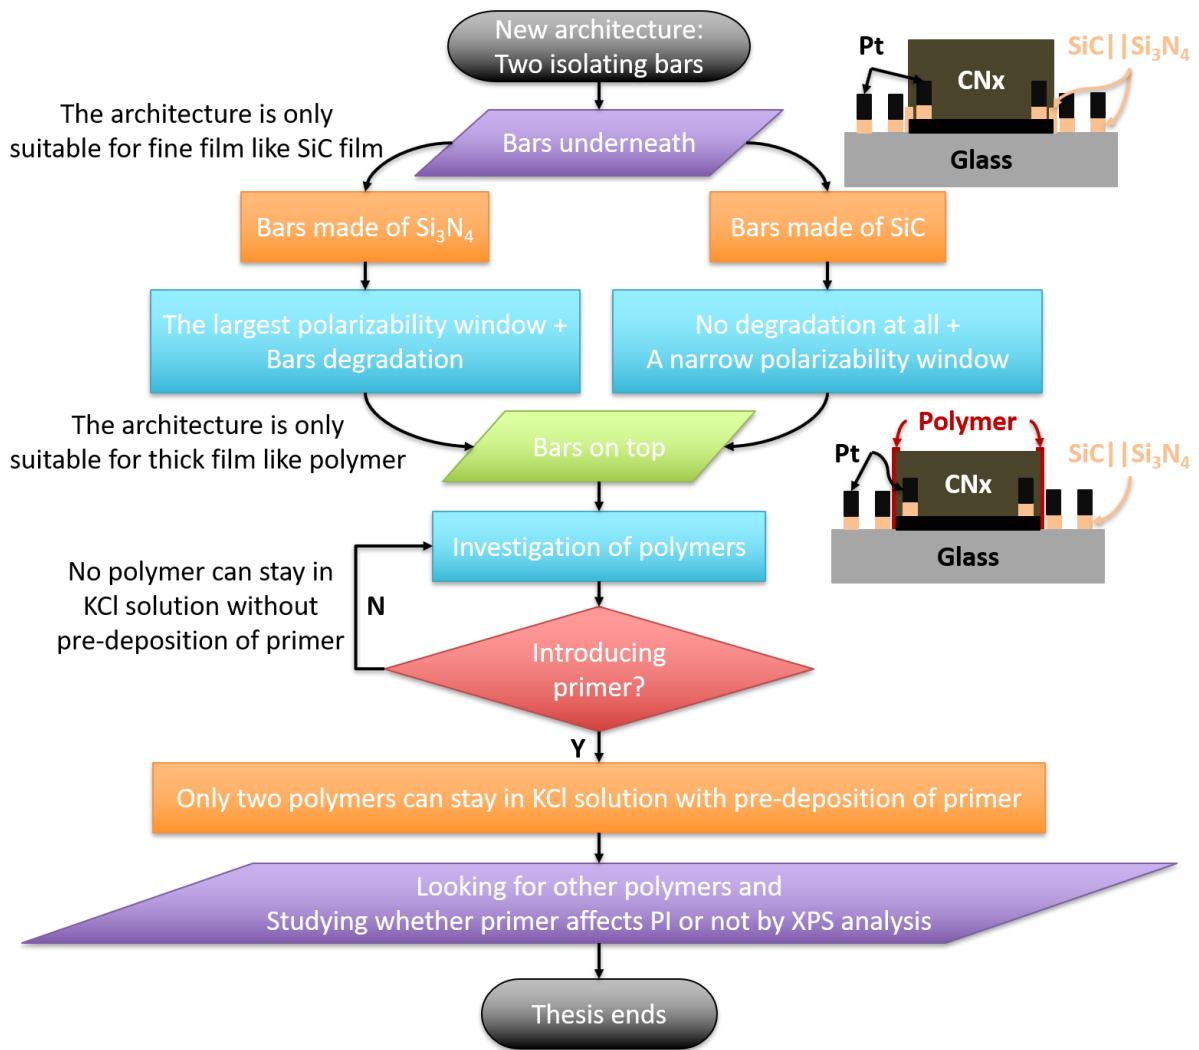 New architecture:
Two isolating bars
Pt
CNx
SiC||Si₃N₄
Glass
The architecture is only
suitable for fine film like SiC film
Bars underneath
Bars made of Si₃N₄
Bars made of SiC
The largest polarizability window +
Bars degradation
No degradation at all +
A narrow polarizability window
The architecture is only
suitable for thick film like polymer
Bars on top
Polymer
Pt
CNx
SiC||Si₃N₄
Glass
Investigation of polymers
No polymer can stay in
KCl solution without
pre-deposition of primer
N
Introducing
primer?
Y
Only two polymers can stay in KCl solution with pre-deposition of primer
Looking for other polymers and
Studying whether primer affects PI or not by XPS analysis
Thesis ends